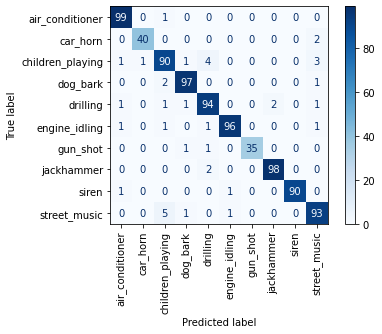 True label
air_conditioner 99 0 1 0 0 0 0 0 0 0
car_horn 0 40 0 0 0 0 0 0 0 2
children_playing 1 1 90 1 4 0 0 0 0 3
dog_bark 0 0 2 97 0 0 0 0 0 1
drilling 1 0 1 1 94 0 0 2 0 1
engine_idling 1 0 1 0 1 96 0 0 0 1
gun_shot 0 0 0 1 1 0 35 0 0 0
jackhammer 0 0 0 0 2 0 0 98 0 0
siren 1 0 0 0 0 1 0 0 90 0
street_music 0 0 5 1 0 1 0 0 0 93
air_conditioner car_horn children_playing dog_bark drilling engine_idling gun_shot jackhammer siren street_music
Predicted label
80
60
40
20
0